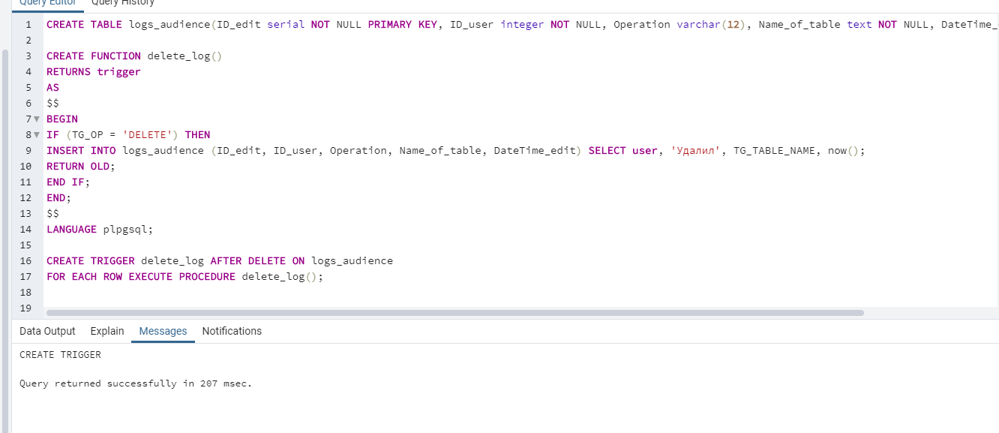 Query Editor Query History
1 CREATE TABLE logs_audience(ID_edit serial NOT NULL PRIMARY KEY, ID_user integer NOT NULL, Operation varchar(12), Name_of_table text NOT NULL, DateTime_
2
3 CREATE FUNCTION delete_log()
4 RETURNS trigger
5 AS
6 $$
7 BEGIN
8 IF (TG_OP = 'DELETE') THEN
9 INSERT INTO logs_audience (ID_edit, ID_user, Operation, Name_of_table, DateTime_edit) SELECT user, 'Удалил', TG_TABLE_NAME, now();
10 RETURN OLD;
11 END IF;
12 END;
13 $$
14 LANGUAGE plpgsql;
15
16 CREATE TRIGGER delete_log AFTER DELETE ON logs_audience
17 FOR EACH ROW EXECUTE PROCEDURE delete_log();
18
19
Data Output Explain Messages Notifications
CREATE TRIGGER
Query returned successfully in 207 msec.